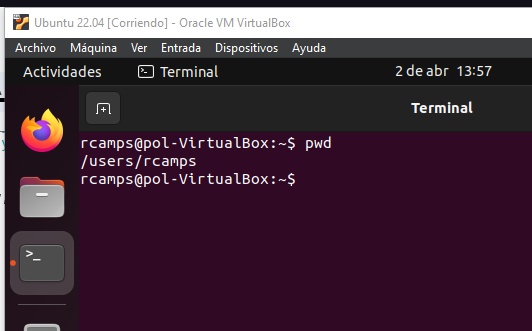 Ubuntu 22.04 [Corriendo] - Oracle VM VirtualBox
Archivo Máquina Ver Entrada Dispositivos Ayuda
Actividades Terminal 2 de abr 13:57
Terminal
rcamps@pol-VirtualBox:~$ pwd
/users/rcamps
rcamps@pol-VirtualBox:~$